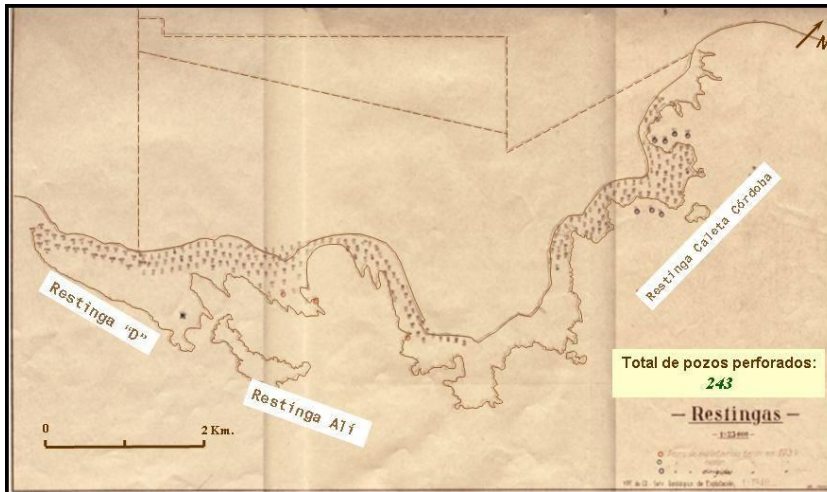 N
Restinga Caleta Córdoba
Restinga "D"
Restinga Alí
Total de pozos perforados:
243
0 2 Km.
— Restingas —